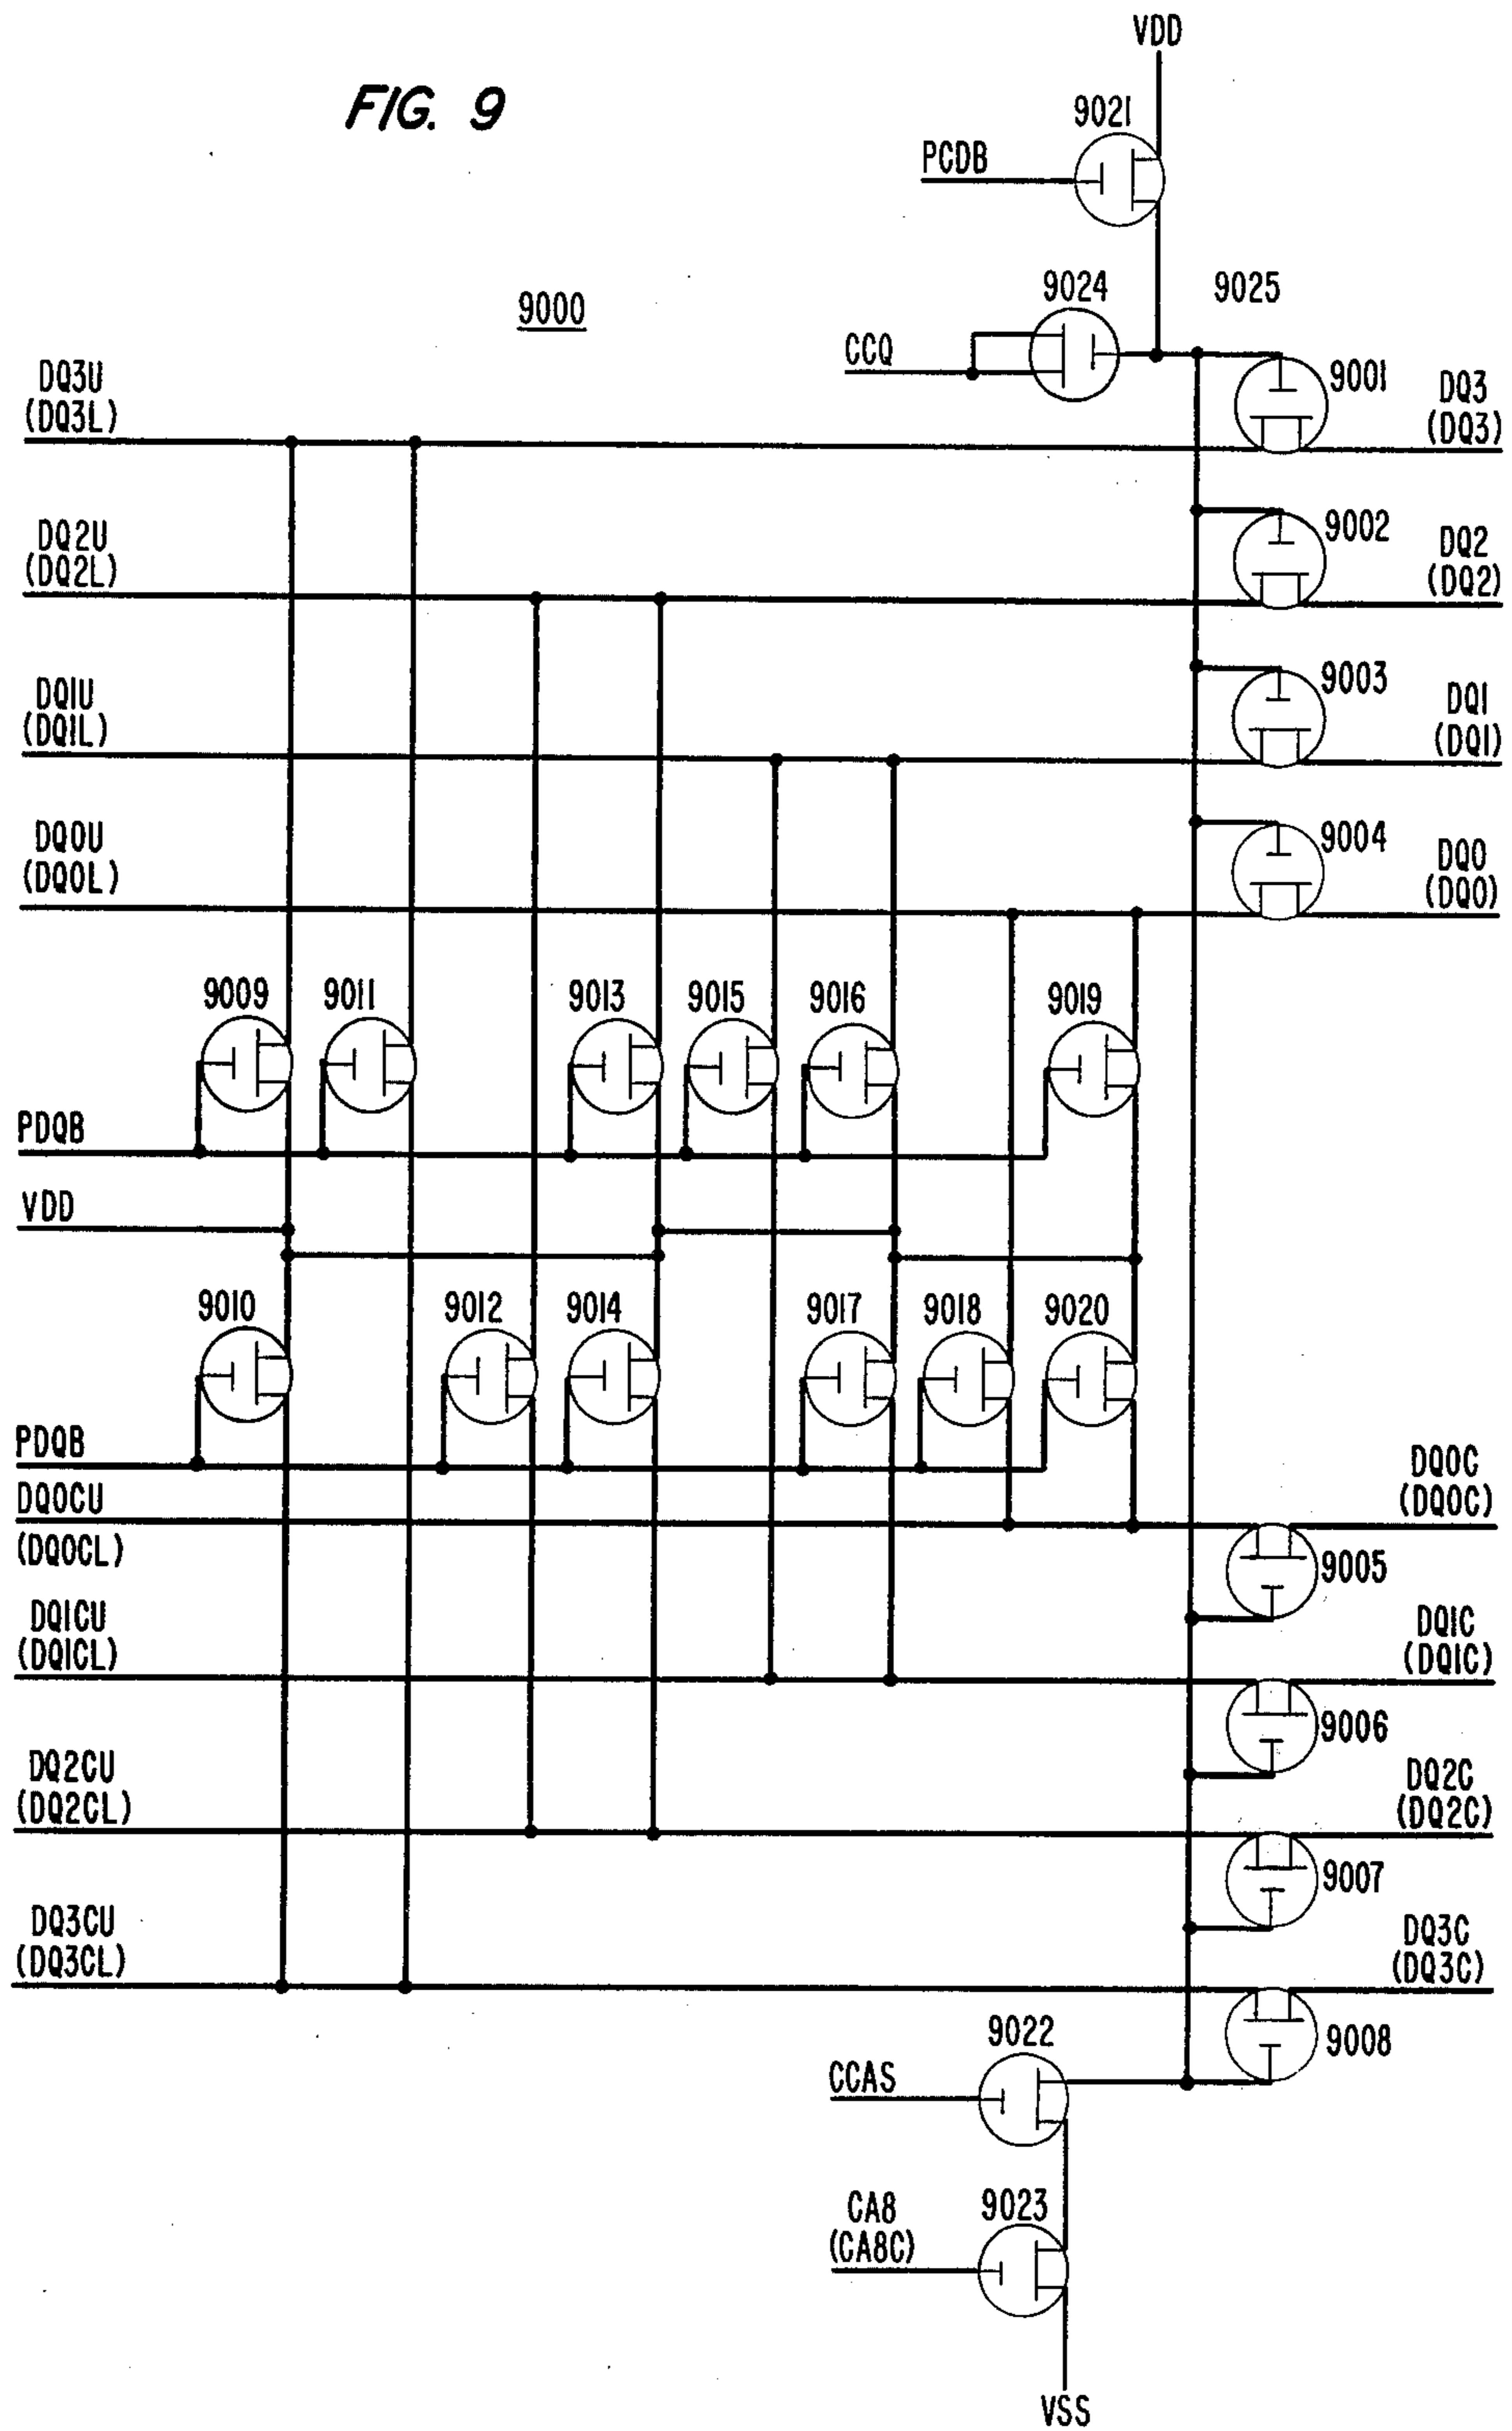 VDD
FIG. 9
9021
PCDB
9024
9025
9000
CCQ
DQ3U
(DQ3L)
9001
DQ3
(DQ3)
DQ2U
(DQ2L)
9002
DQ2
(DQ2)
DQ1U
(DQ1L)
9003
DQ1
(DQ1)
DQ0U
(DQ0L)
9004
DQ0
(DQ0)
9009
9011
9013
9015
9016
9019
PDQB
VDD
9010
9012
9014
9017
9018
9020
PDQB
DQ0CU
(DQ0CL)
DQ0C
(DQ0C)
9005
DQ1CU
(DQ1CL)
DQ1C
(DQ1C)
9006
DQ2CU
(DQ2CL)
DQ2C
(DQ2C)
9007
DQ3CU
(DQ3CL)
DQ3C
(DQ3C)
9008
9022
CCAS
9023
CA8
(CA8C)
VSS